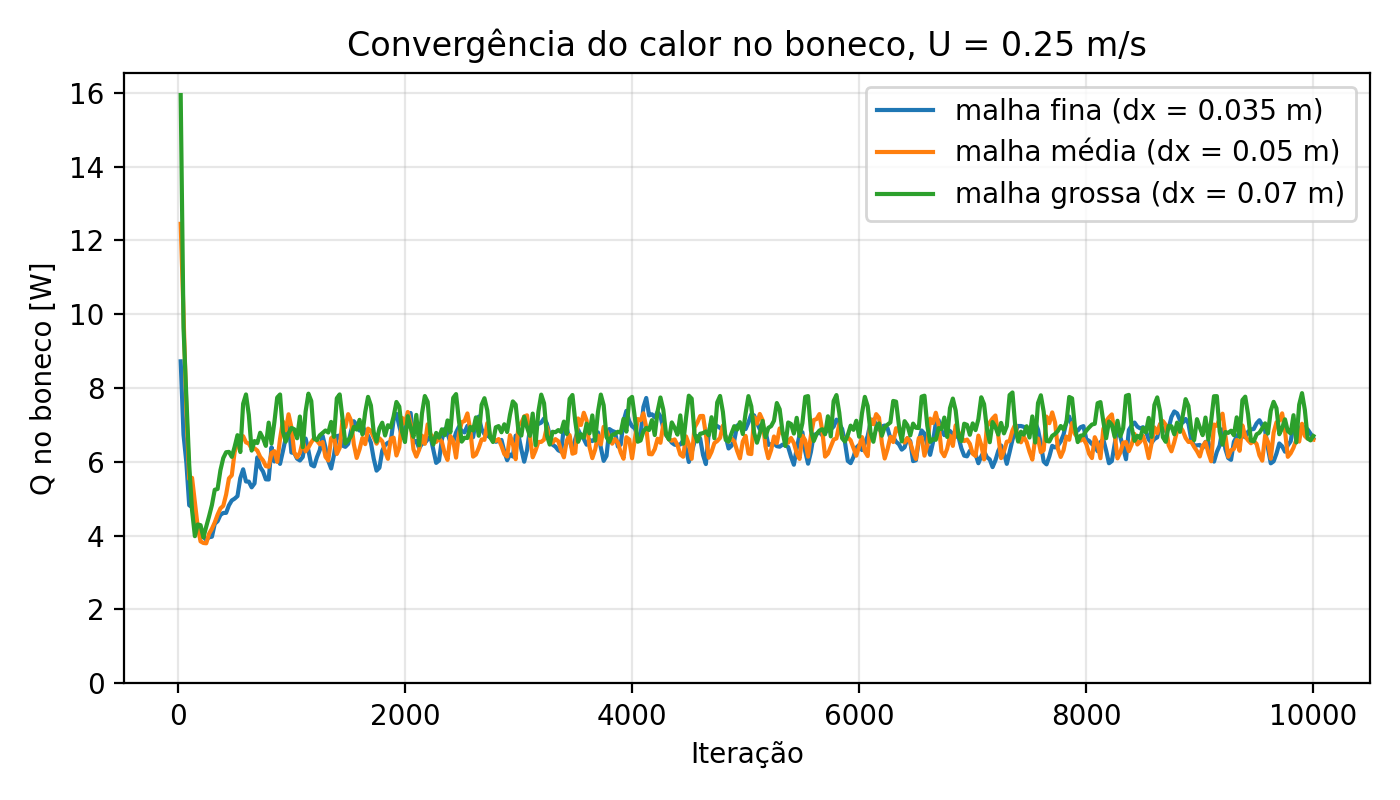 Convergência do calor no boneco, U = 0.25 m/s
malha fina (dx = 0.035 m)
malha média (dx = 0.05 m)
malha grossa (dx = 0.07 m)
Q no boneco [W]
16
14
12
10
8
6
4
2
0
0 2000 4000 6000 8000 10000
Iteração